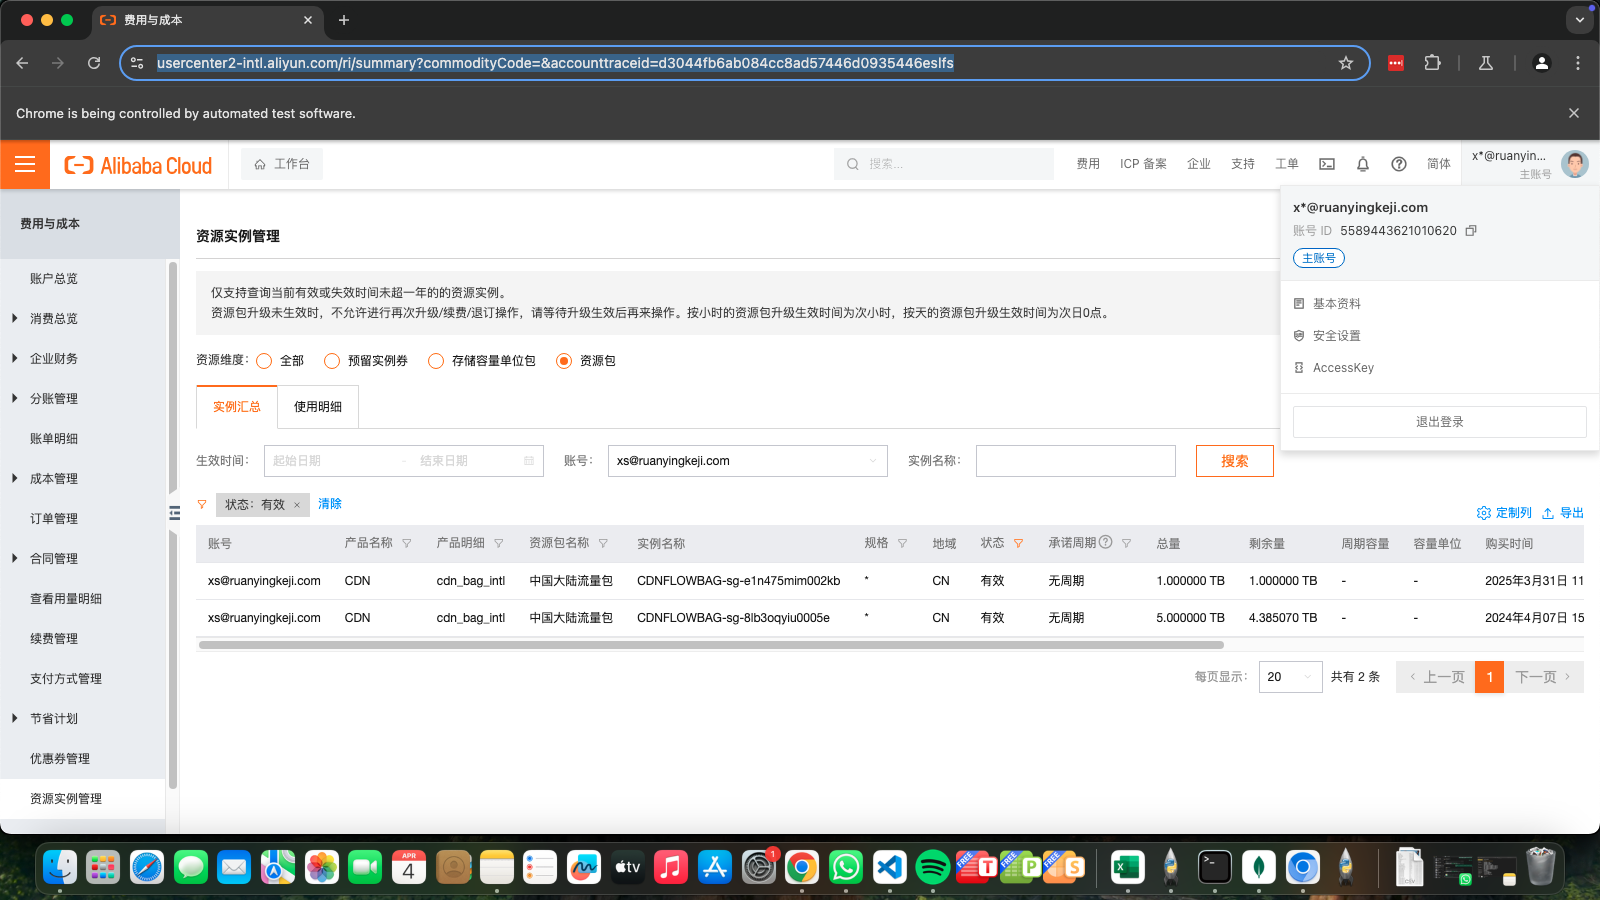 费用与成本
usercenter2-intl.aliyun.com/ri/summary?commodityCode=&accounttraceid=d3044fb6ab084cc8ad57446d0935446eslfs
Chrome is being controlled by automated test software.
Alibaba Cloud
工作台
搜索...
费用
ICP 备案
企业
支持
工单
简体
x*@ruanyin...
主账号
x*@ruanyingkeji.com
账号 ID 5589443621010620
主账号
基本资料
安全设置
AccessKey
退出登录
费用与成本
账户总览
消费总览
企业财务
分账管理
账单明细
成本管理
订单管理
合同管理
查看用量明细
续费管理
支付方式管理
节省计划
优惠券管理
资源实例管理
资源实例管理
仅支持查询当前有效或失效时间未超一年的的资源实例。
资源包升级未生效时，不允许进行再次升级/续费/退订操作，请等待升级生效后再来操作。按小时的资源包升级生效时间为次小时，按天的资源包升级生效时间为次日0点。
资源维度： 全部 预留实例券 存储容量单位包 资源包
实例汇总 使用明细
生效时间： 起始日期 - 结束日期 账号： xs@ruanyingkeji.com 实例名称： 搜索
状态：有效 × 清除
定制列 导出
账号 产品名称 产品明细 资源包名称 实例名称 规格 地域 状态 承诺周期 总量 剩余量 周期容量 容量单位 购买时间
xs@ruanyingkeji.com CDN cdn_bag_intl 中国大陆流量包 CDNFLOWBAG-sg-e1n475mim002kb * CN 有效 无周期 1.000000 TB 1.000000 TB - - 2025年3月31日 11
xs@ruanyingkeji.com CDN cdn_bag_intl 中国大陆流量包 CDNFLOWBAG-sg-8lb3oqyiu0005e * CN 有效 无周期 5.000000 TB 4.385070 TB - - 2024年4月07日 15
每页显示： 20 共有 2 条 上一页 1 下一页
APR
4
tv
1
FREE
T
FREE
P
FREE
S